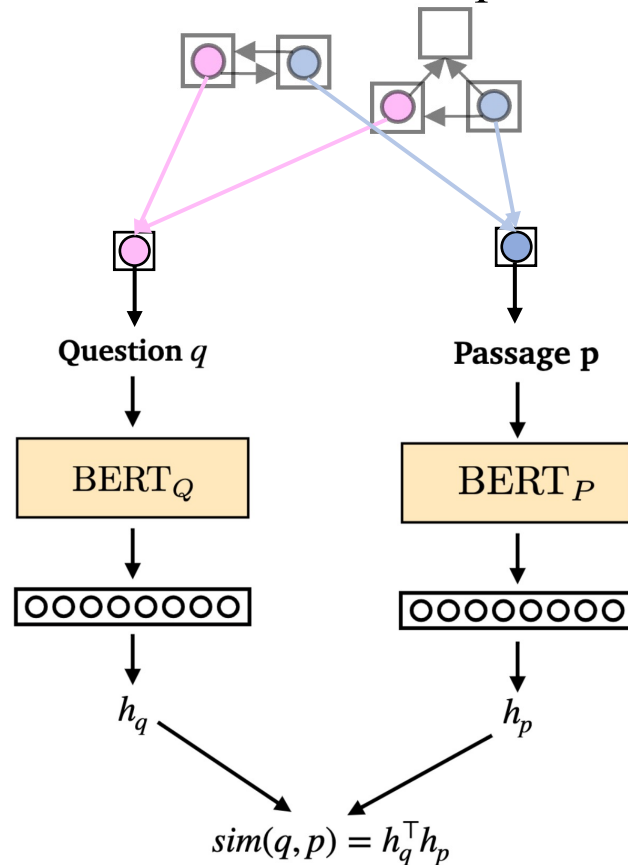 Question q
Passage p
BERT_Q
BERT_P
h_q
h_p
sim(q, p) = h_q^⊤ h_p